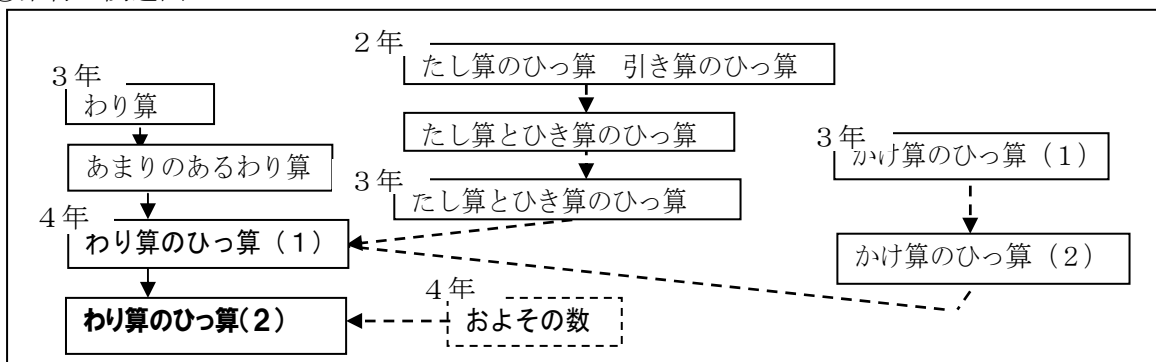 2年
たし算のひっ算　引き算のひっ算
3年
わり算
たし算とひき算のひっ算
3年
かけ算のひっ算（1）
あまりのあるわり算
3年
たし算とひき算のひっ算
4年
わり算のひっ算（1）
かけ算のひっ算（2）
4年
わり算のひっ算(2)
およその数